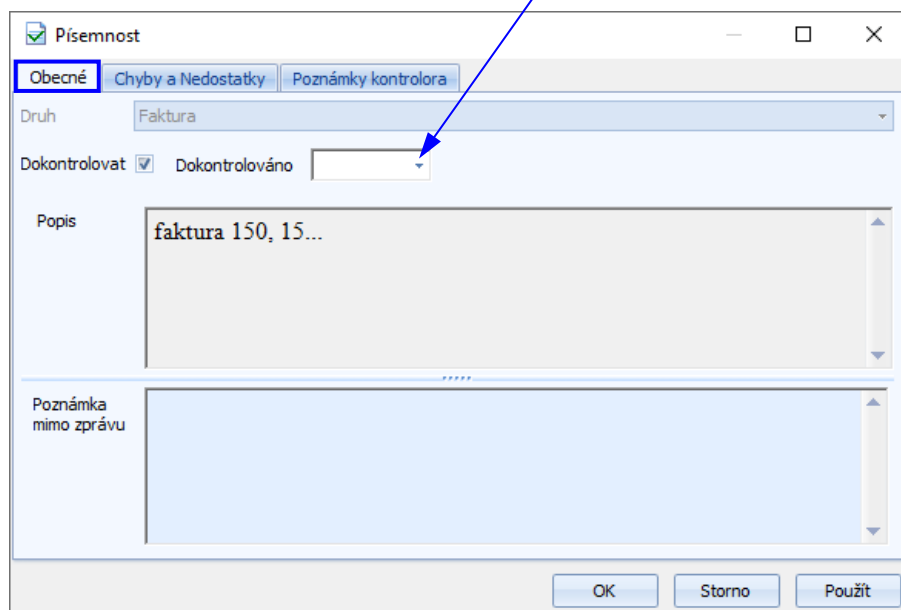 Písemnost
Obecné Chyby a Nedostatky Poznámky kontrolora
Druh Faktura
Dokontrolovat Dokontrolováno
Popis faktura 150, 15...
Poznámka
mimo zprávu
OK Storno Použít